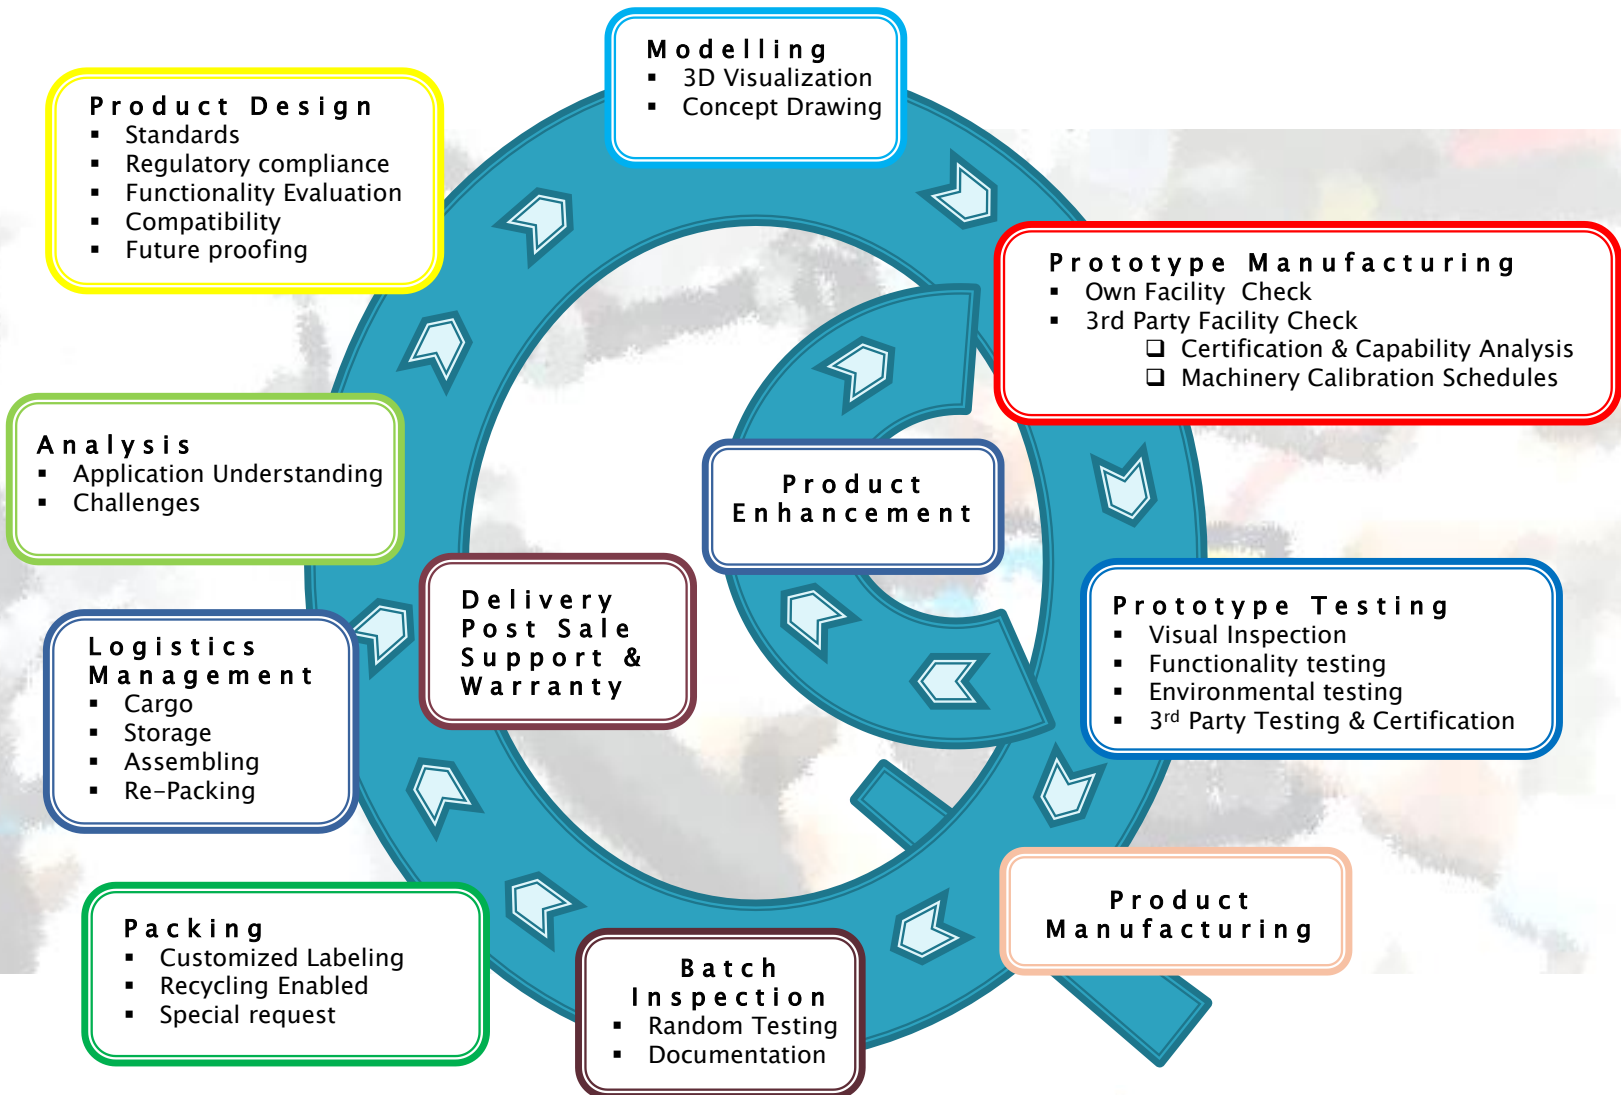 Modelling
▪ 3D Visualization
▪ Concept Drawing
Product Design
▪ Standards
▪ Regulatory compliance
▪ Functionality Evaluation
▪ Compatibility
▪ Future proofing
Prototype Manufacturing
▪ Own Facility Check
▪ 3rd Party Facility Check
❑ Certification & Capability Analysis
❑ Machinery Calibration Schedules
Analysis
▪ Application Understanding
▪ Challenges
Product
Enhancement
Delivery
Post Sale
Support &
Warranty
Prototype Testing
▪ Visual Inspection
▪ Functionality testing
▪ Environmental testing
▪ 3rd Party Testing & Certification
Logistics
Management
▪ Cargo
▪ Storage
▪ Assembling
▪ Re-Packing
Product
Manufacturing
Packing
▪ Customized Labeling
▪ Recycling Enabled
▪ Special request
Batch
Inspection
▪ Random Testing
▪ Documentation